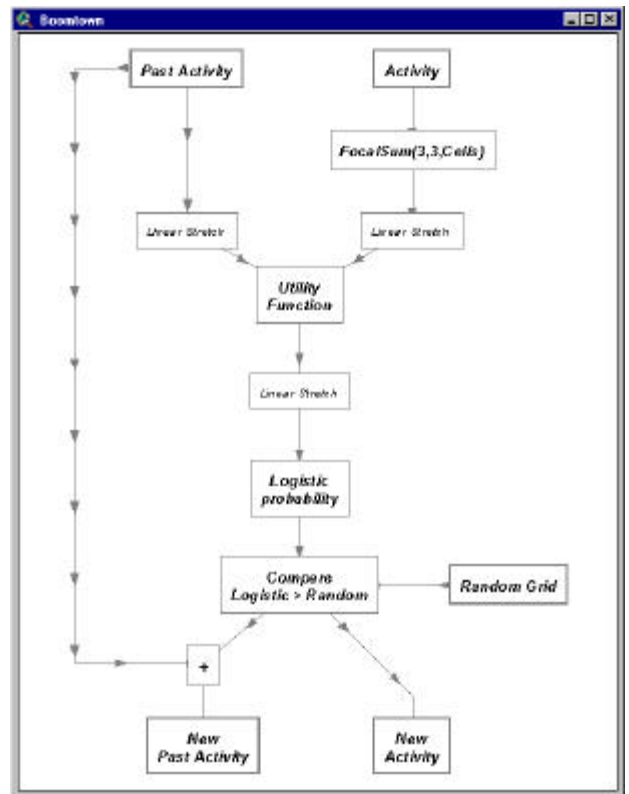 Boomtown
Past Activity
Activity
FocalSum(3,3,Cells)
Linear Stretch
Linear Stretch
Utility
Function
Linear Stretch
Logistic
probability
Compare
Logistic > Random
Random Grid
+
New
Past Activity
New
Activity